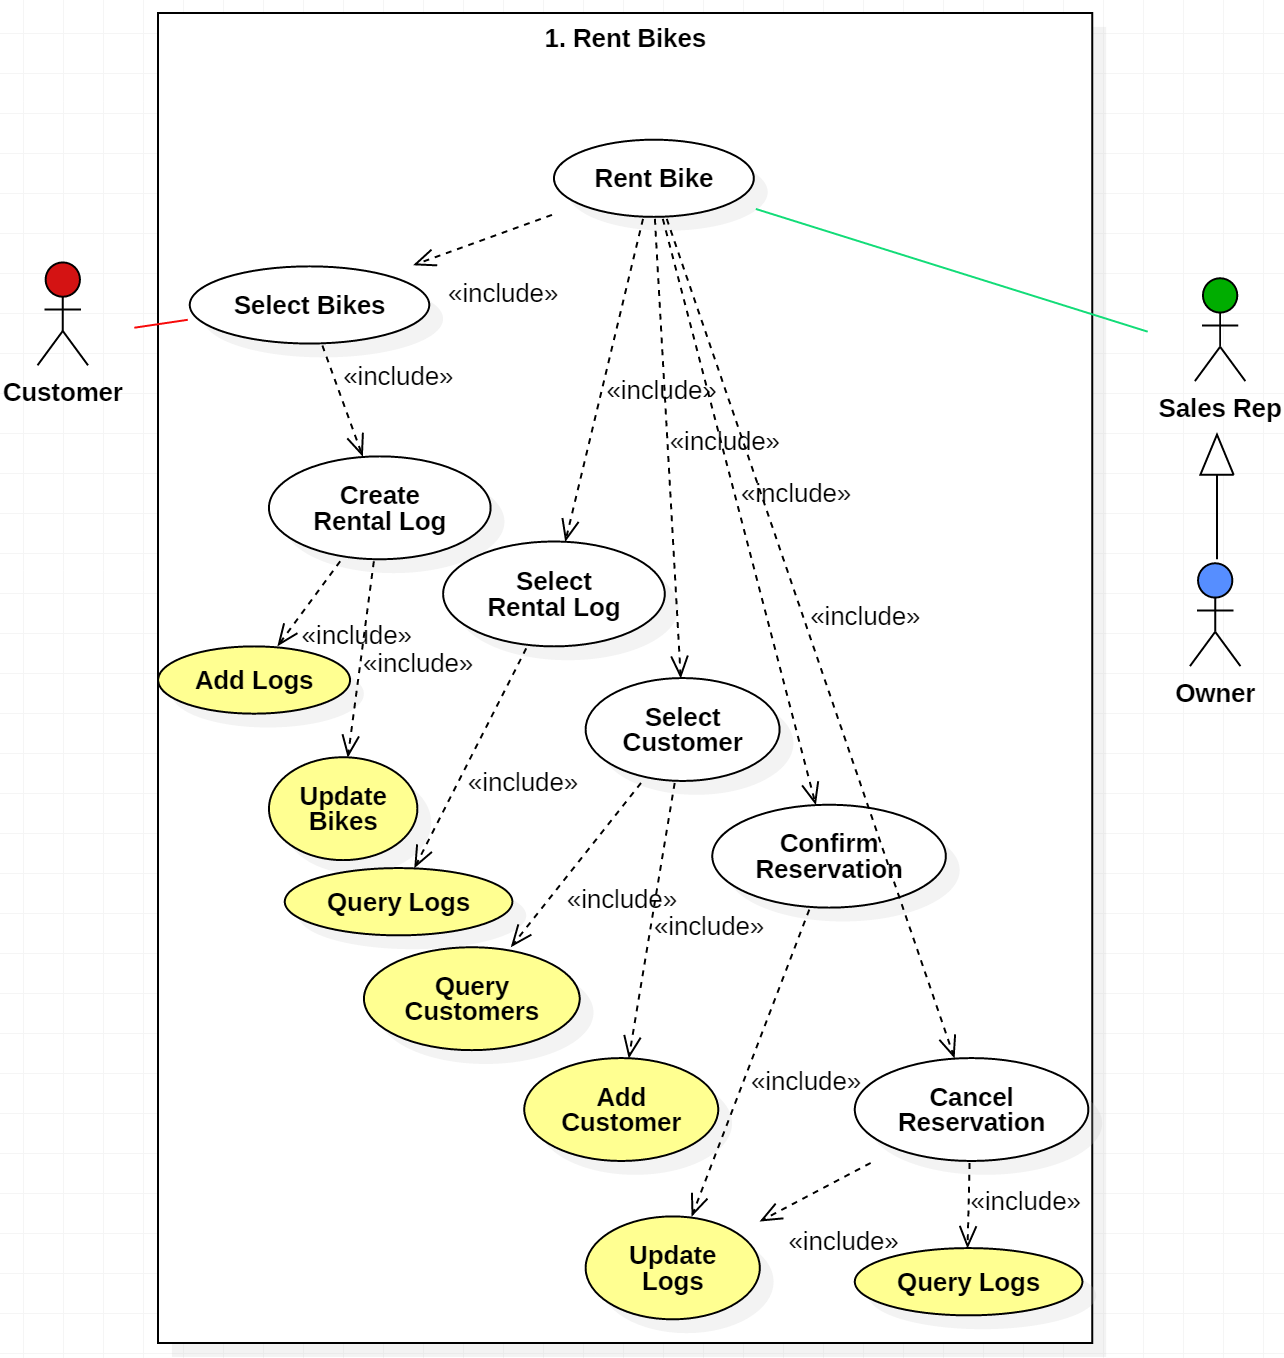 1. Rent Bikes
Rent Bike
«include»
Select Bikes
Customer
«include»
«include»
Sales Rep
«include»
«include»
Create
Rental Log
Select
Rental Log
«include»
«include»
«include»
Add Logs
Owner
Select
Customer
«include»
Update
Bikes
Confirm
Reservation
Query Logs
«include»
«include»
Query
Customers
«include»
Add
Customer
Cancel
Reservation
«include»
«include»
Update
Logs
Query Logs